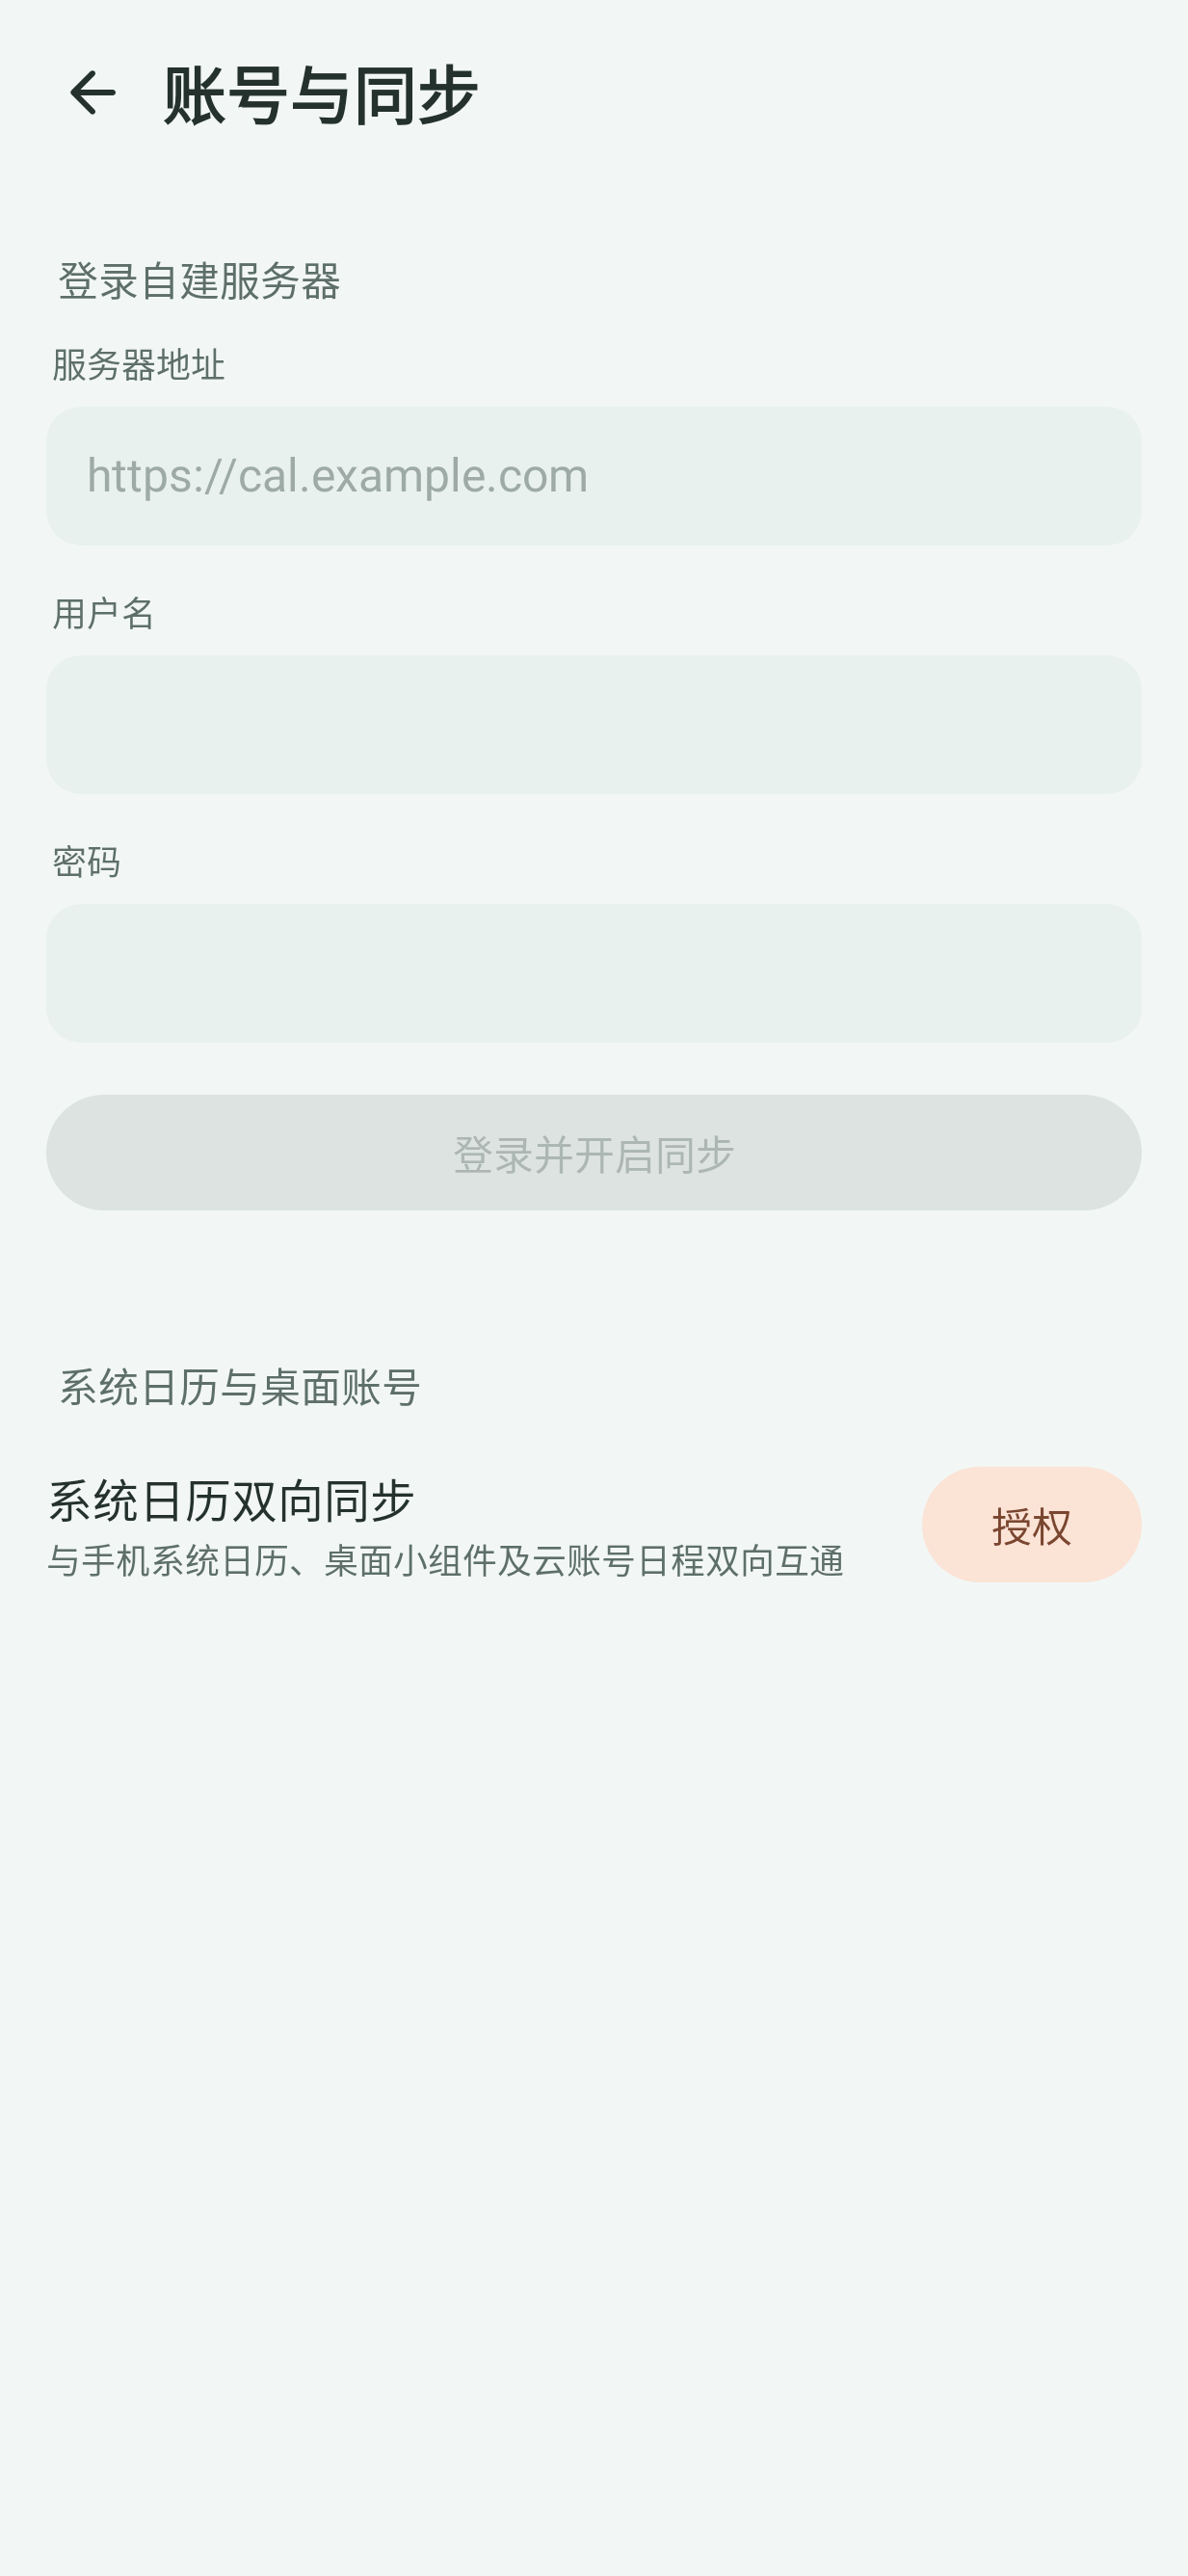 账号与同步
登录自建服务器
服务器地址
https://cal.example.com
用户名
密码
登录并开启同步
系统日历与桌面账号
系统日历双向同步
与手机系统日历、桌面小组件及云账号日程双向互通
授权